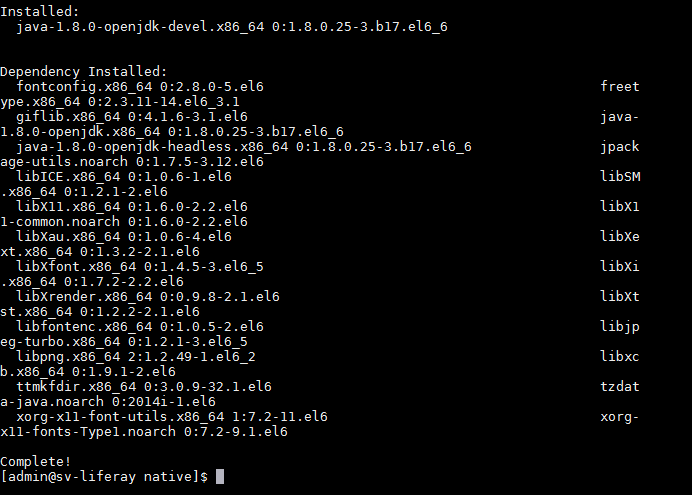 Installed:
  java-1.8.0-openjdk-devel.x86_64 0:1.8.0.25-3.b17.el6_6

Dependency Installed:
  fontconfig.x86_64 0:2.8.0-5.el6                                          freet
ype.x86_64 0:2.3.11-14.el6_3.1
  giflib.x86_64 0:4.1.6-3.1.el6                                            java-
1.8.0-openjdk.x86_64 0:1.8.0.25-3.b17.el6_6
  java-1.8.0-openjdk-headless.x86_64 0:1.8.0.25-3.b17.el6_6                jpack
age-utils.noarch 0:1.7.5-3.12.el6
  libICE.x86_64 0:1.0.6-1.el6                                              libSM
.x86_64 0:1.2.1-2.el6
  libX11.x86_64 0:1.6.0-2.2.el6                                            libX1
1-common.noarch 0:1.6.0-2.2.el6
  libXau.x86_64 0:1.0.6-4.el6                                              libXe
xt.x86_64 0:1.3.2-2.1.el6
  libXfont.x86_64 0:1.4.5-3.el6_5                                          libXi
.x86_64 0:1.7.2-2.2.el6
  libXrender.x86_64 0:0.9.8-2.1.el6                                        libXt
st.x86_64 0:1.2.2-2.1.el6
  libfontenc.x86_64 0:1.0.5-2.el6                                          libjp
eg-turbo.x86_64 0:1.2.1-3.el6_5
  libpng.x86_64 2:1.2.49-1.el6_2                                           libxc
b.x86_64 0:1.9.1-2.el6
  ttmkfdir.x86_64 0:3.0.9-32.1.el6                                         tzdat
a-java.noarch 0:2014i-1.el6
  xorg-x11-font-utils.x86_64 1:7.2-11.el6                                  xorg-
x11-fonts-Type1.noarch 0:7.2-9.1.el6

Complete!
[admin@sv-liferay native]$